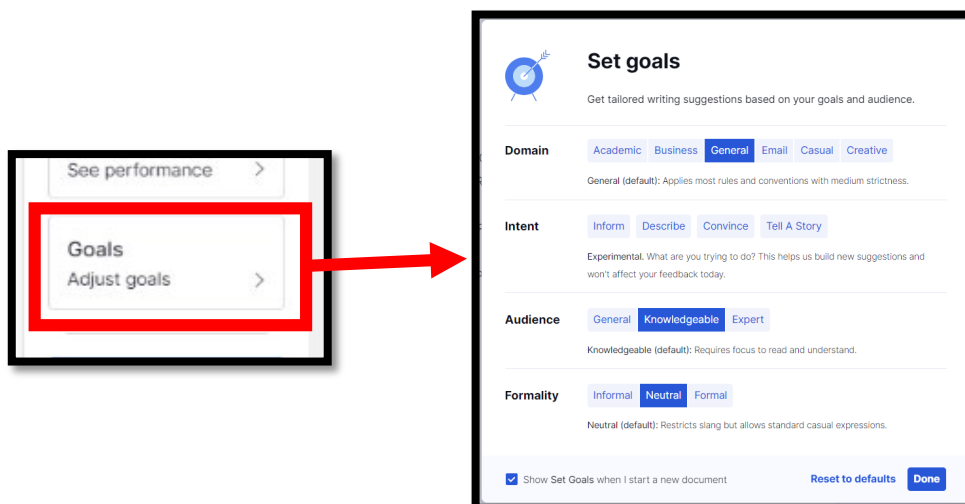 See performance >
Goals
Adjust goals >
Set goals
Get tailored writing suggestions based on your goals and audience.
Domain Academic Business General Email Casual Creative
General (default): Applies most rules and conventions with medium strictness.
Intent Inform Describe Convince Tell A Story
Experimental. What are you trying to do? This helps us build new suggestions and
won't affect your feedback today.
Audience General Knowledgeable Expert
Knowledgeable (default): Requires focus to read and understand.
Formality Informal Neutral Formal
Neutral (default): Restricts slang but allows standard casual expressions.
Show Set Goals when I start a new document Reset to defaults Done